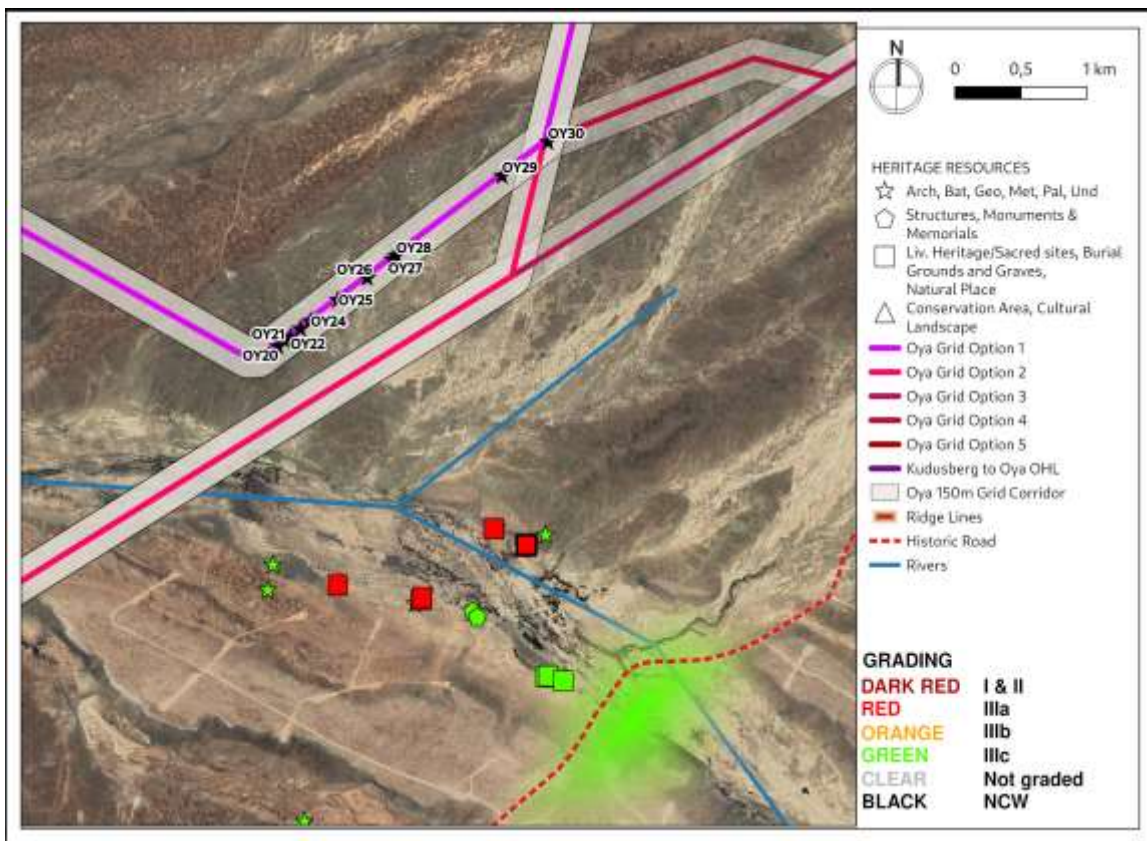 N
0 0,5 1 km
HERITAGE RESOURCES
Arch, Bat, Geo, Met, Pal, Und
Structures, Monuments &
Memorials
Liv. Heritage/Sacred sites, Burial
Grounds and Graves,
Natural Place
Conservation Area, Cultural
Landscape
Oya Grid Option 1
Oya Grid Option 2
Oya Grid Option 3
Oya Grid Option 4
Oya Grid Option 5
Kudusberg to Oya OHL
Oya 150m Grid Corridor
Ridge Lines
Historic Road
Rivers
GRADING
DARK RED I & II
RED IIIa
ORANGE IIIb
GREEN IIIc
CLEAR Not graded
BLACK NCW
OY30
OY29
OY28
OY26 OY27
OY25
OY24
OY21
OY22
OY20